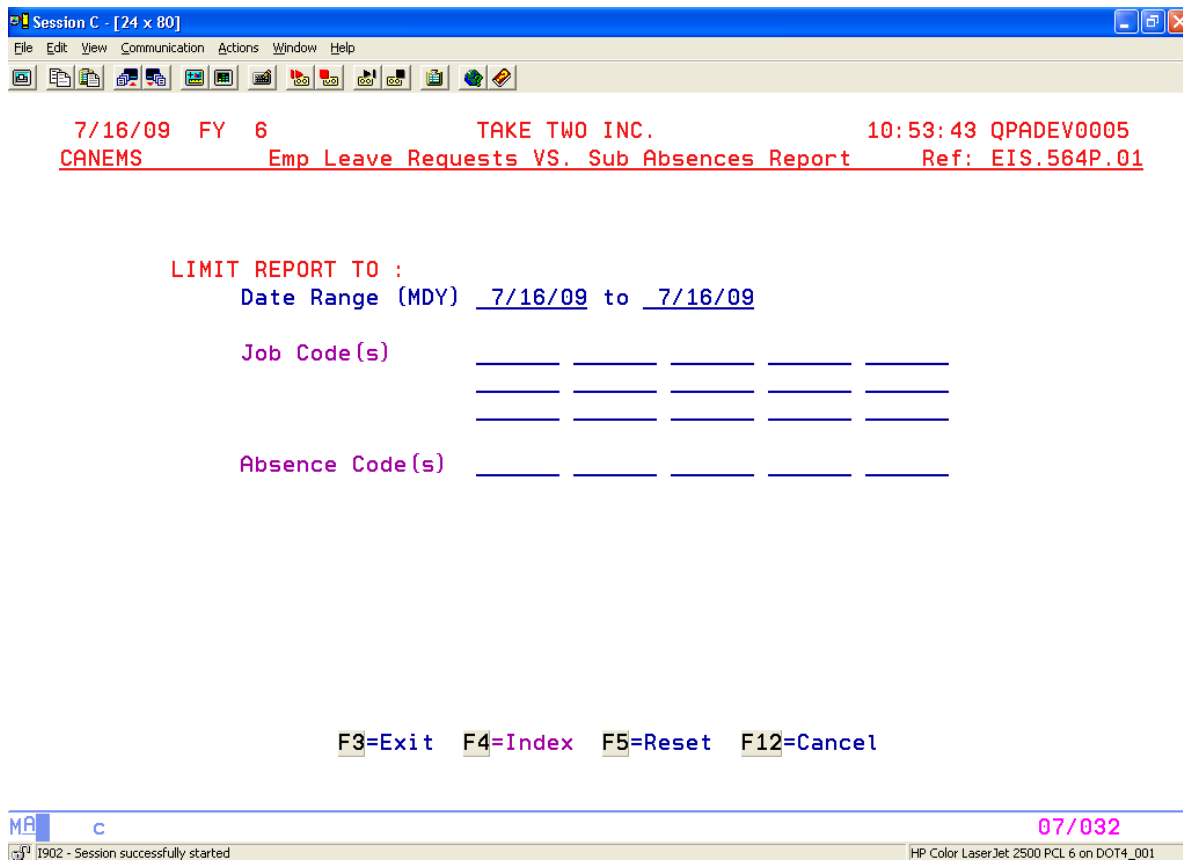 Session C - [24 x 80]
File Edit View Communication Actions Window Help
7/16/09 FY 6 TAKE TWO INC. 10:53:43 QPADEV0005
CANEMS Emp Leave Requests VS. Sub Absences Report Ref: EIS.564P.01
LIMIT REPORT TO :
Date Range (MDY) 7/16/09 to 7/16/09
Job Code(s)
Absence Code(s)
F3=Exit F4=Index F5=Reset F12=Cancel
MA c 07/032
I902 - Session successfully started HP Color LaserJet 2500 PCL 6 on DOT4_001